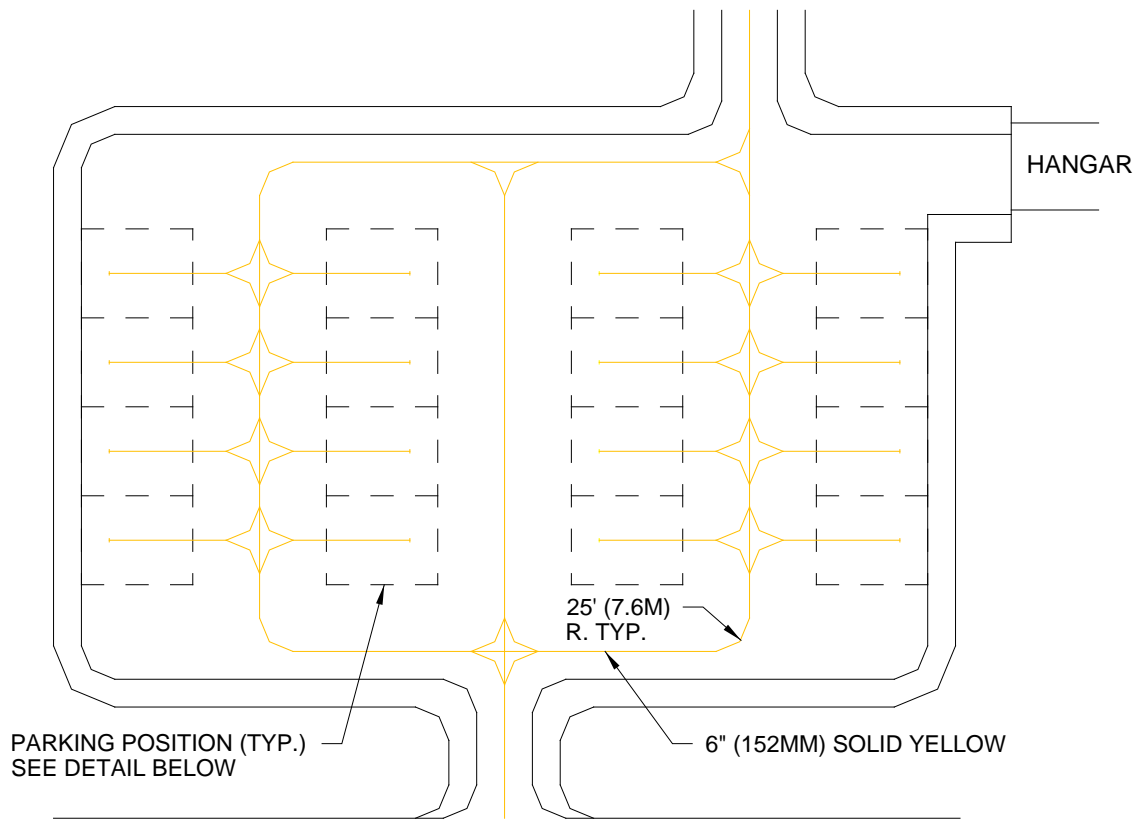 HANGAR
25' (7.6M)
R. TYP.
PARKING POSITION (TYP.)
SEE DETAIL BELOW
6" (152MM) SOLID YELLOW